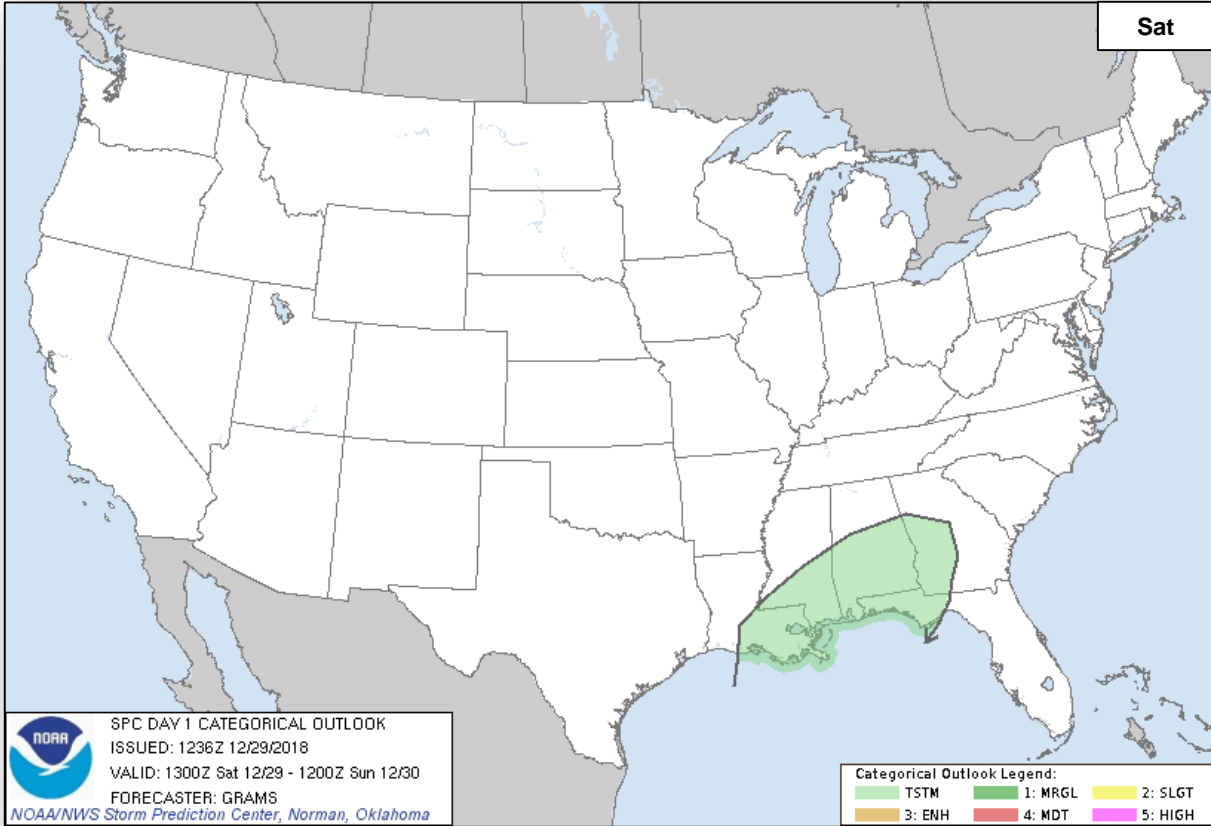 Sat
NOAA
SPC DAY 1 CATEGORICAL OUTLOOK
ISSUED: 1236Z 12/29/2018
VALID: 1300Z Sat 12/29 - 1200Z Sun 12/30
FORECASTER: GRAMS
NOAA/NWS Storm Prediction Center, Norman, Oklahoma
Categorical Outlook Legend:
TSTM 1: MRGL 2: SLGT
3: ENH 4: MDT 5: HIGH